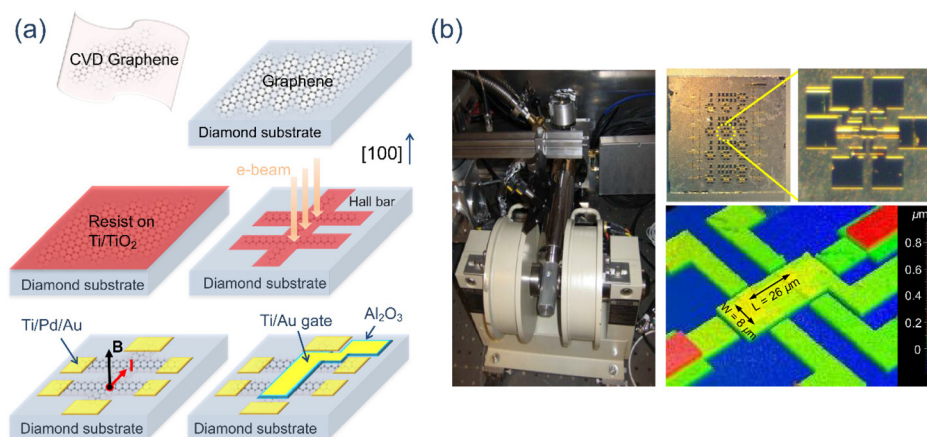 (a)
CVD Graphene
Graphene
Diamond substrate
[100]
e-beam
Resist on
Ti/TiO₂
Hall bar
Diamond substrate
Diamond substrate
Ti/Pd/Au
B
I
Ti/Au gate
Al₂O₃
Diamond substrate
Diamond substrate
(b)
µm
0.8
0.6
0.4
0.2
0
L = 26 µm
W = 8 µm